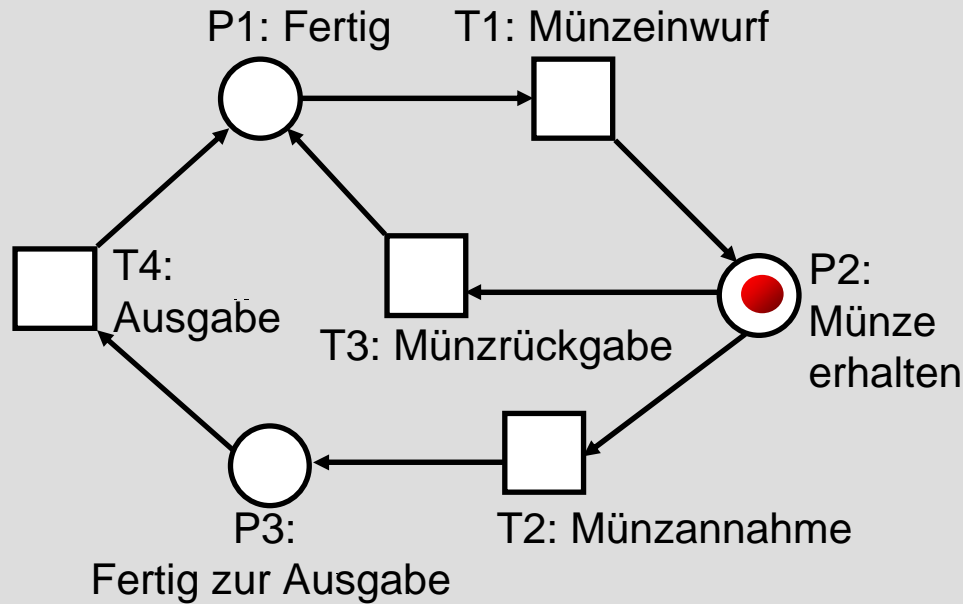 P1: Fertig
T1: Münzeinwurf
T4:
Ausgabe
P2:
Münze
erhalten
T3: Münzrückgabe
P3:
Fertig zur Ausgabe
T2: Münzannahme